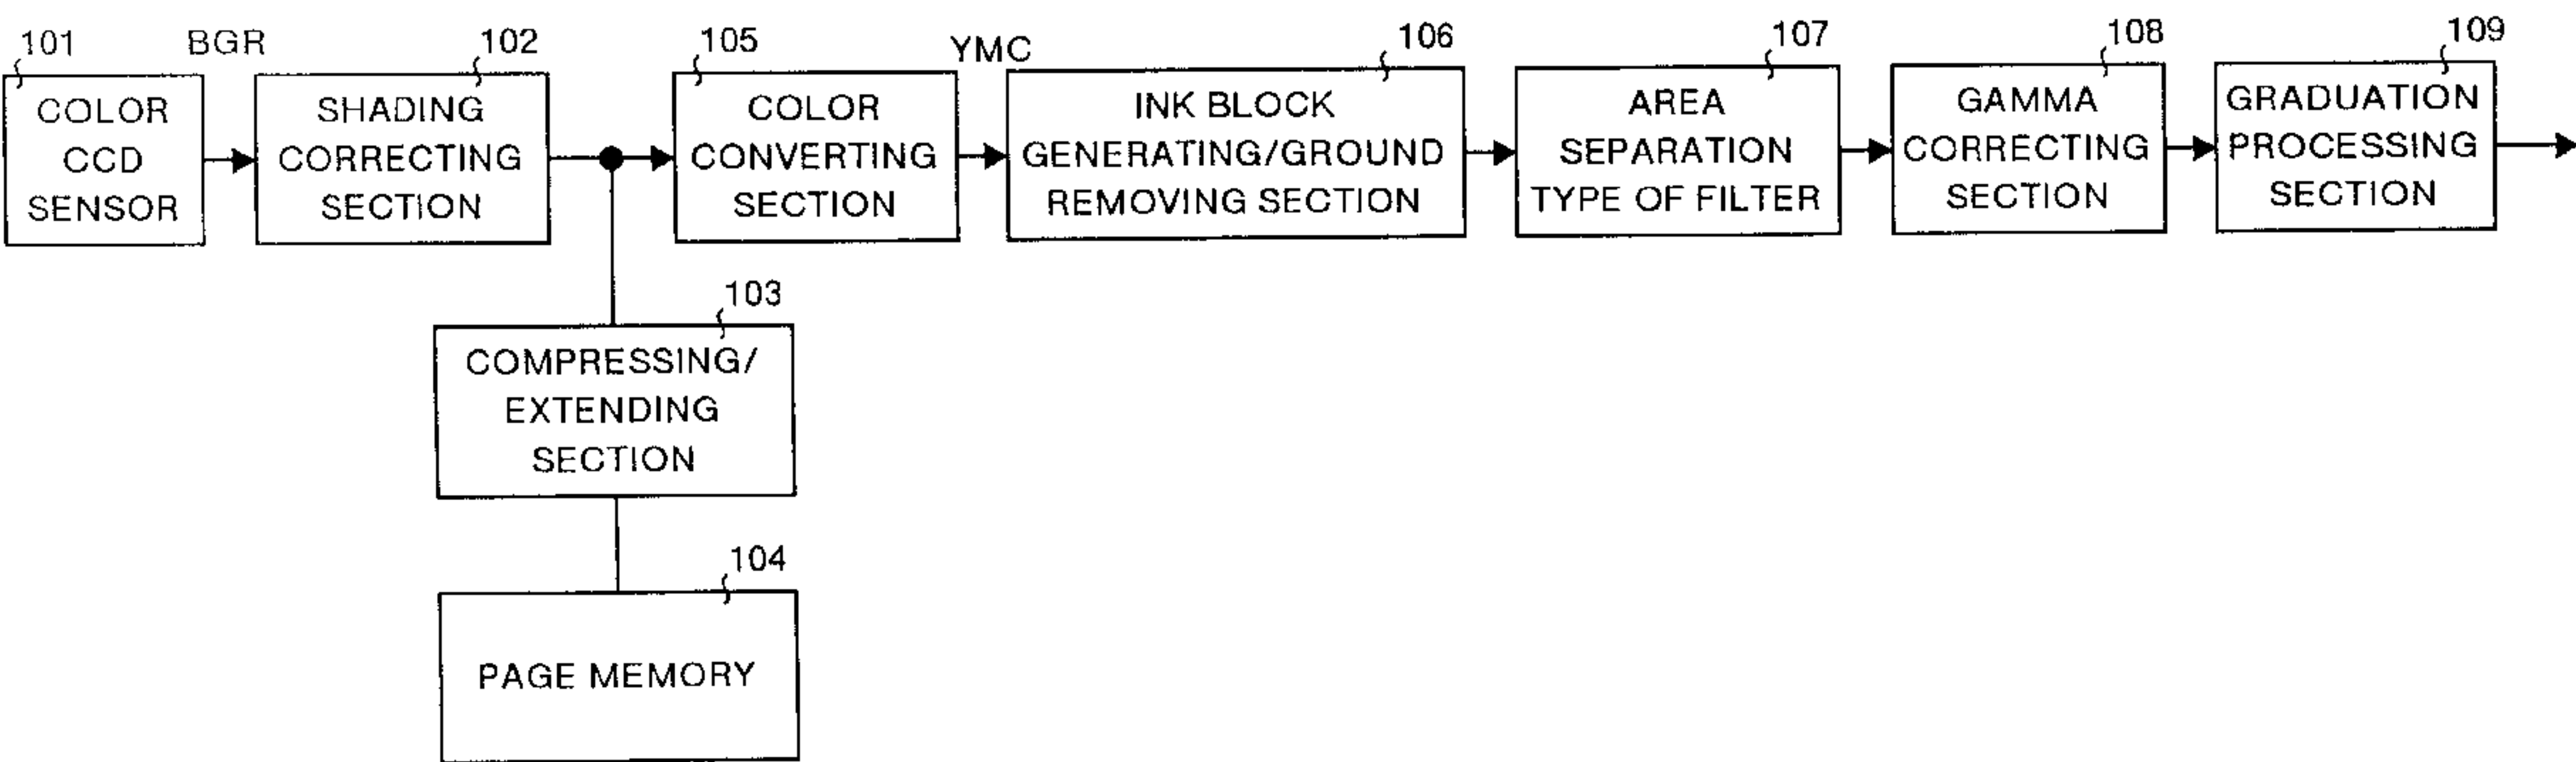 101
BGR
102
105
YMC
106
107
108
109
COLOR
CCD
SENSOR
SHADING
CORRECTING
SECTION
COLOR
CONVERTING
SECTION
INK BLOCK
GENERATING/GROUND
REMOVING SECTION
AREA
SEPARATION
TYPE OF FILTER
GAMMA
CORRECTING
SECTION
GRADUATION
PROCESSING
SECTION
103
COMPRESSING/
EXTENDING
SECTION
104
PAGE MEMORY